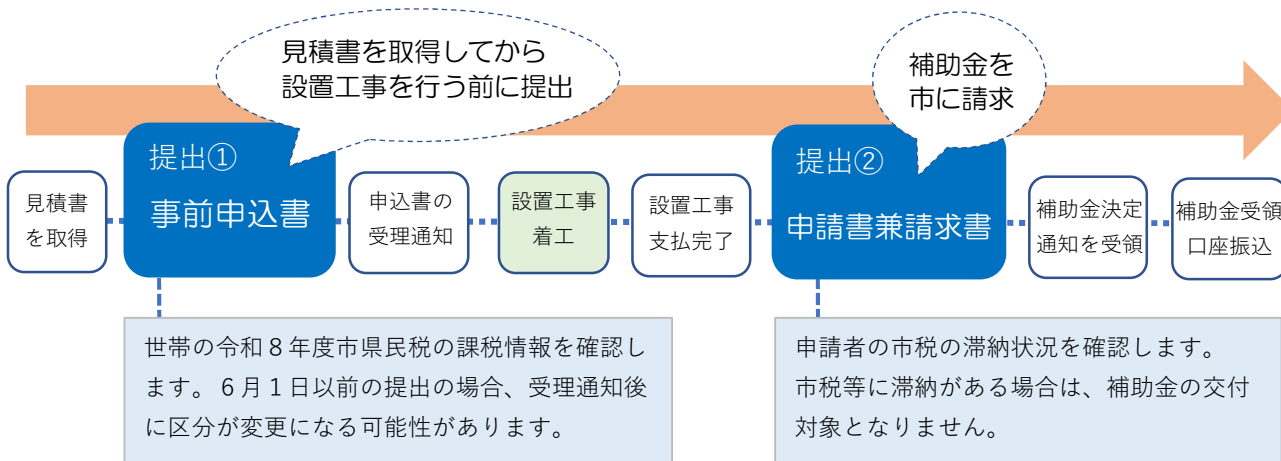 見積書を取得してから
設置工事を行う前に提出
補助金を
市に請求
見積書
を取得
提出①
事前申込書
申込書の
受理通知
設置工事
着工
設置工事
支払完了
提出②
申請書兼請求書
補助金決定
通知を受領
補助金受領
口座振込
世帯の令和８年度市県民税の課税情報を確認し
ます。６月１日以前の提出の場合、受理通知後
に区分が変更になる可能性があります。
申請者の市税の滞納状況を確認します。
市税等に滞納がある場合は、補助金の交付
対象となりません。